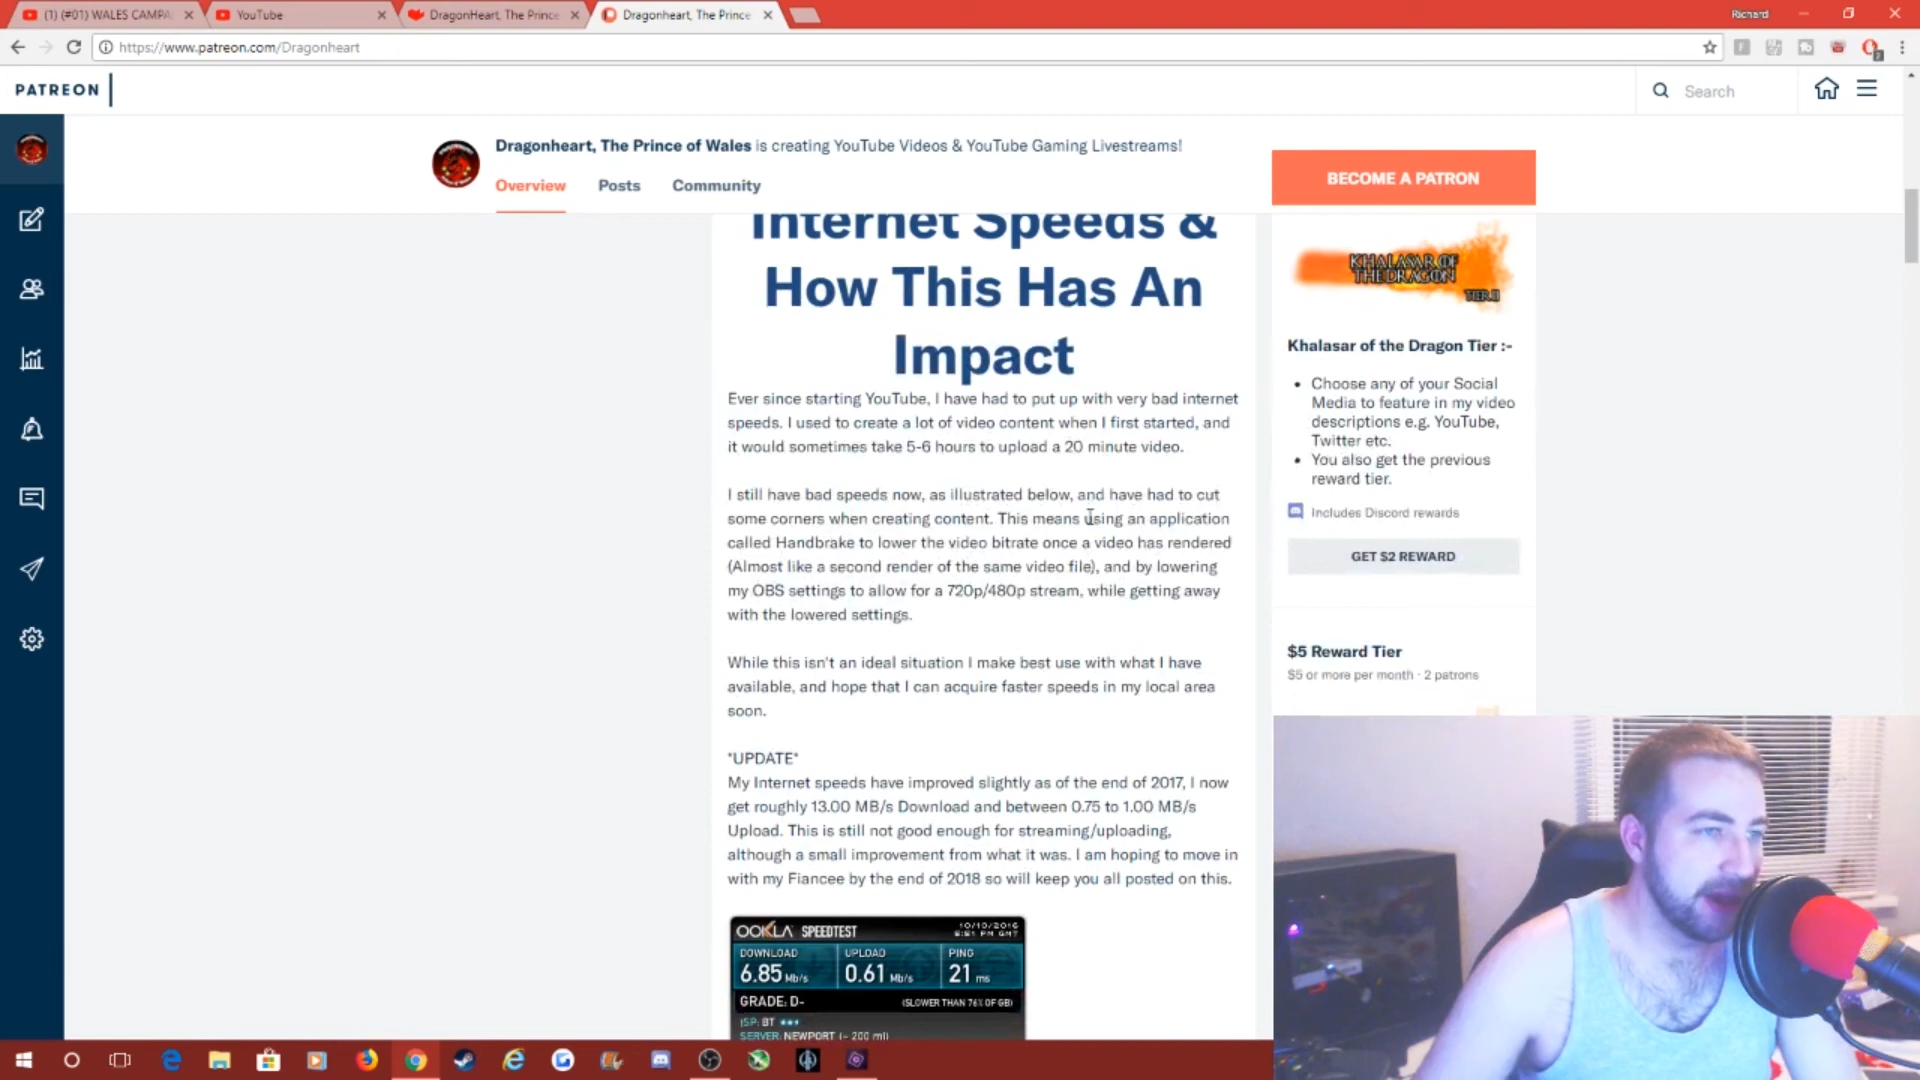 (1) (#01) WALES CAMPA
YouTube
DragonHeart, The Prince
Dragonheart, The Prince
Richard
https://www.patreon.com/Dragonheart
PATREON
Search
Dragonheart, The Prince of Wales is creating YouTube Videos & YouTube Gaming Livestreams!
Overview
Posts
Community
BECOME A PATRON
Internet Speeds &
How This Has An
Impact
Ever since starting YouTube, I have had to put up with very bad internet
speeds. I used to create a lot of video content when I first started, and
it would sometimes take 5-6 hours to upload a 20 minute video.
I still have bad speeds now, as illustrated below, and have had to cut
some corners when creating content. This means using an application
called Handbrake to lower the video bitrate once a video has rendered
(Almost like a second render of the same video file), and by lowering
my OBS settings to allow for a 720p/480p stream, while getting away
with the lowered settings.
While this isn't an ideal situation I make best use with what I have
available, and hope that I can acquire faster speeds in my local area
soon.
*UPDATE*
My Internet speeds have improved slightly as of the end of 2017, I now
get roughly 13.00 MB/s Download and between 0.75 to 1.00 MB/s
Upload. This is still not good enough for streaming/uploading,
although a small improvement from what it was. I am hoping to move in
with my Fiancee by the end of 2018 so will keep you all posted on this.
OOKLA SPEEDTEST
10/10/2016
DOWNLOAD
6.85 Mb/s
UPLOAD
0.61 Mb/s
PING
21 ms
GRADE: D-
(SLOWER THAN 76% OF GB)
ISP: BT
SERVER: NEWPORT (~ 200 mi)
KHALASAR OF
THE DRAGON
TIER II
Khalasar of the Dragon Tier :-
Choose any of your Social
Media to feature in my video
descriptions e.g. YouTube,
Twitter etc.
You also get the previous
reward tier.
Includes Discord rewards
GET $2 REWARD
$5 Reward Tier
$5 or more per month · 2 patrons